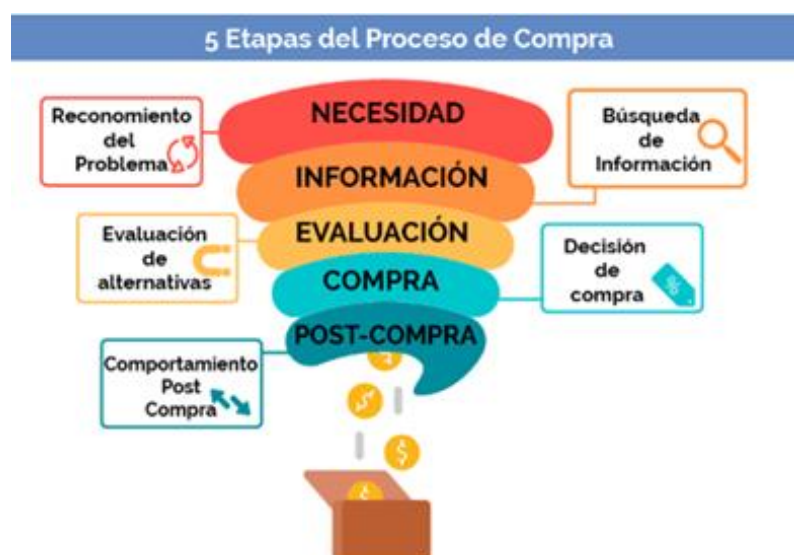 5 Etapas del Proceso de Compra
NECESIDAD
Reconomiento
del
Problema
Búsqueda
de
Información
INFORMACIÓN
EVALUACIÓN
Evaluación
de
alternativas
COMPRA
Decisión
de
compra
%
POST-COMPRA
Comportamiento
Post
Compra
$
$
$
$